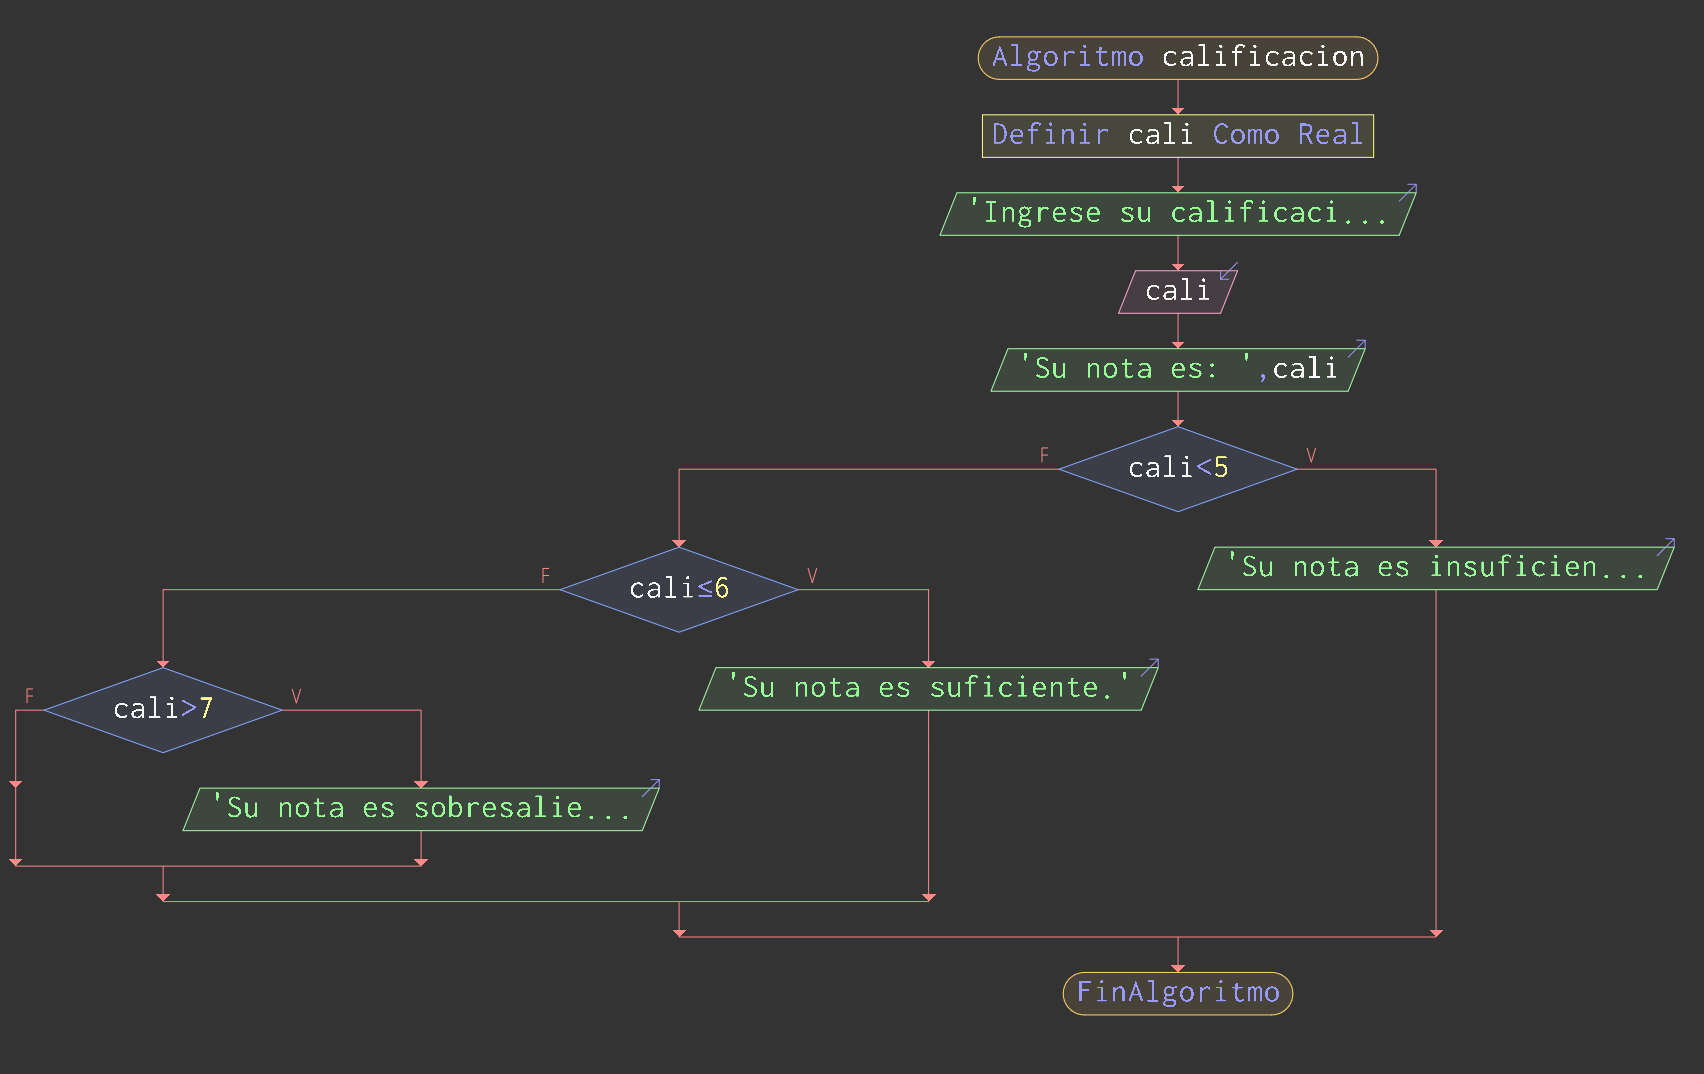 Algoritmo calificacion
Definir cali Como Real
'Ingrese su calificaci...
cali
'Su nota es: ',cali
F
cali<5
V
'Su nota es insuficien...
F
cali≤6
V
'Su nota es suficiente.'
F
cali>7
V
'Su nota es sobresalie...
FinAlgoritmo